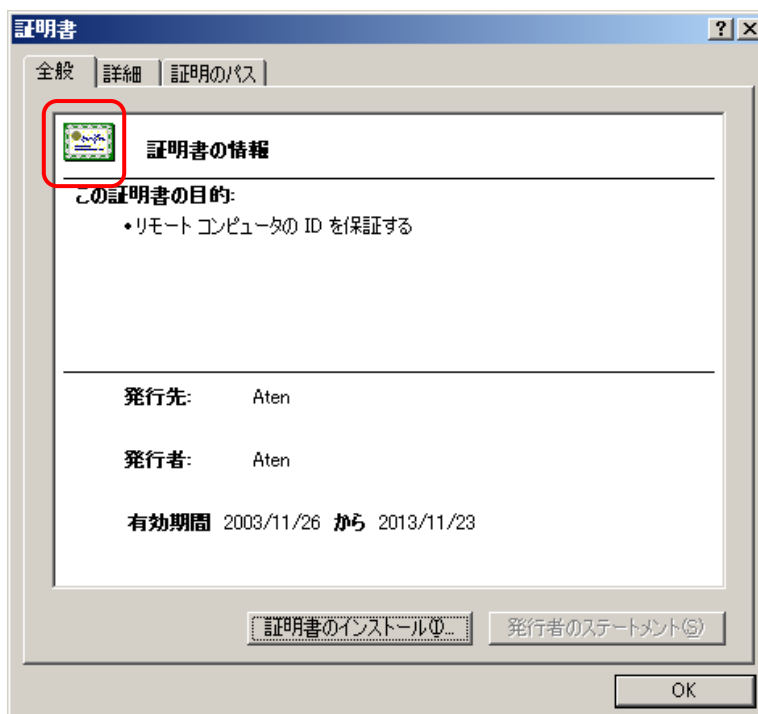 証明書
全般 詳細 証明のパス
証明書の情報
この証明書の目的:
•リモート コンピュータの ID を保証する
発行先: Aten
発行者: Aten
有効期間 2003/11/26 から 2013/11/23
証明書のインストール(I)... 発行者のステートメント(S)
OK